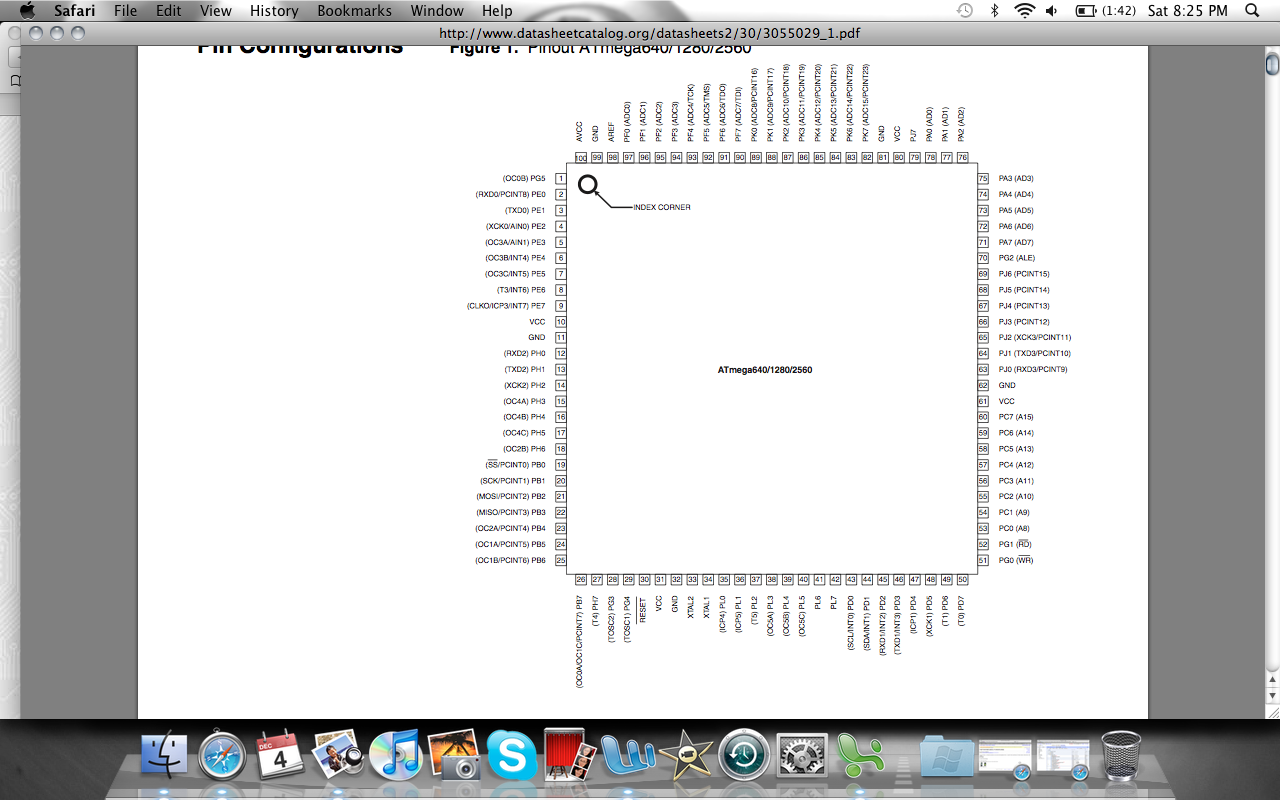 Safari File Edit View History Bookmarks Window Help (1:42) Sat 8:25 PM
http://www.datasheetcatalog.org/datasheets2/30/3055029_1.pdf
Pin Configurations Figure 1. Pinout ATmega640/1280/2560
AVCC
GND
AREF
PF0 (ADC0)
PF1 (ADC1)
PF2 (ADC2)
PF3 (ADC3)
PF4 (ADC4/TCK)
PF5 (ADC5/TMS)
PF6 (ADC6/TDO)
PF7 (ADC7/TDI)
PK0 (ADC8/PCINT16)
PK1 (ADC9/PCINT17)
PK2 (ADC10/PCINT18)
PK3 (ADC11/PCINT19)
PK4 (ADC12/PCINT20)
PK5 (ADC13/PCINT21)
PK6 (ADC14/PCINT22)
PK7 (ADC15/PCINT23)
GND
VCC
PJ7
PA0 (AD0)
PA1 (AD1)
PA2 (AD2)
100 99 98 97 96 95 94 93 92 91 90 89 88 87 86 85 84 83 82 81 80 79 78 77 76
(OC0B) PG5 1 75 PA3 (AD3)
(RXD0/PCINT8) PE0 2 74 PA4 (AD4)
INDEX CORNER
(TXD0) PE1 3 73 PA5 (AD5)
(XCK0/AIN0) PE2 4 72 PA6 (AD6)
(OC3A/AIN1) PE3 5 71 PA7 (AD7)
(OC3B/INT4) PE4 6 70 PG2 (ALE)
(OC3C/INT5) PE5 7 69 PJ6 (PCINT15)
(T3/INT6) PE6 8 68 PJ5 (PCINT14)
(CLKO/ICP3/INT7) PE7 9 67 PJ4 (PCINT13)
VCC 10 66 PJ3 (PCINT12)
GND 11 65 PJ2 (XCK3/PCINT11)
(RXD2) PH0 12 64 PJ1 (TXD3/PCINT10)
(TXD2) PH1 13 ATmega640/1280/2560 63 PJ0 (RXD3/PCINT9)
(XCK2) PH2 14 62 GND
(OC4A) PH3 15 61 VCC
(OC4B) PH4 16 60 PC7 (A15)
(OC4C) PH5 17 59 PC6 (A14)
(OC2B) PH6 18 58 PC5 (A13)
(SS/PCINT0) PB0 19 57 PC4 (A12)
(SCK/PCINT1) PB1 20 56 PC3 (A11)
(MOSI/PCINT2) PB2 21 55 PC2 (A10)
(MISO/PCINT3) PB3 22 54 PC1 (A9)
(OC2A/PCINT4) PB4 23 53 PC0 (A8)
(OC1A/PCINT5) PB5 24 52 PG1 (RD)
(OC1B/PCINT6) PB6 25 51 PG0 (WR)
26 27 28 29 30 31 32 33 34 35 36 37 38 39 40 41 42 43 44 45 46 47 48 49 50
(OC0A/OC1C/PCINT7) PB7
(T4) PH7
(TOSC2) PG3
(TOSC1) PG4
RESET
VCC
GND
XTAL2
XTAL1
(ICP4) PL0
(ICP5) PL1
(T5) PL2
(OC5A) PL3
(OC5B) PL4
(OC5C) PL5
PL6
PL7
(SCL/INT0) PD0
(SDA/INT1) PD1
(RXD1/INT2) PD2
(TXD1/INT3) PD3
(ICP1) PD4
(XCK1) PD5
(T1) PD6
(T0) PD7
DEC
4
S